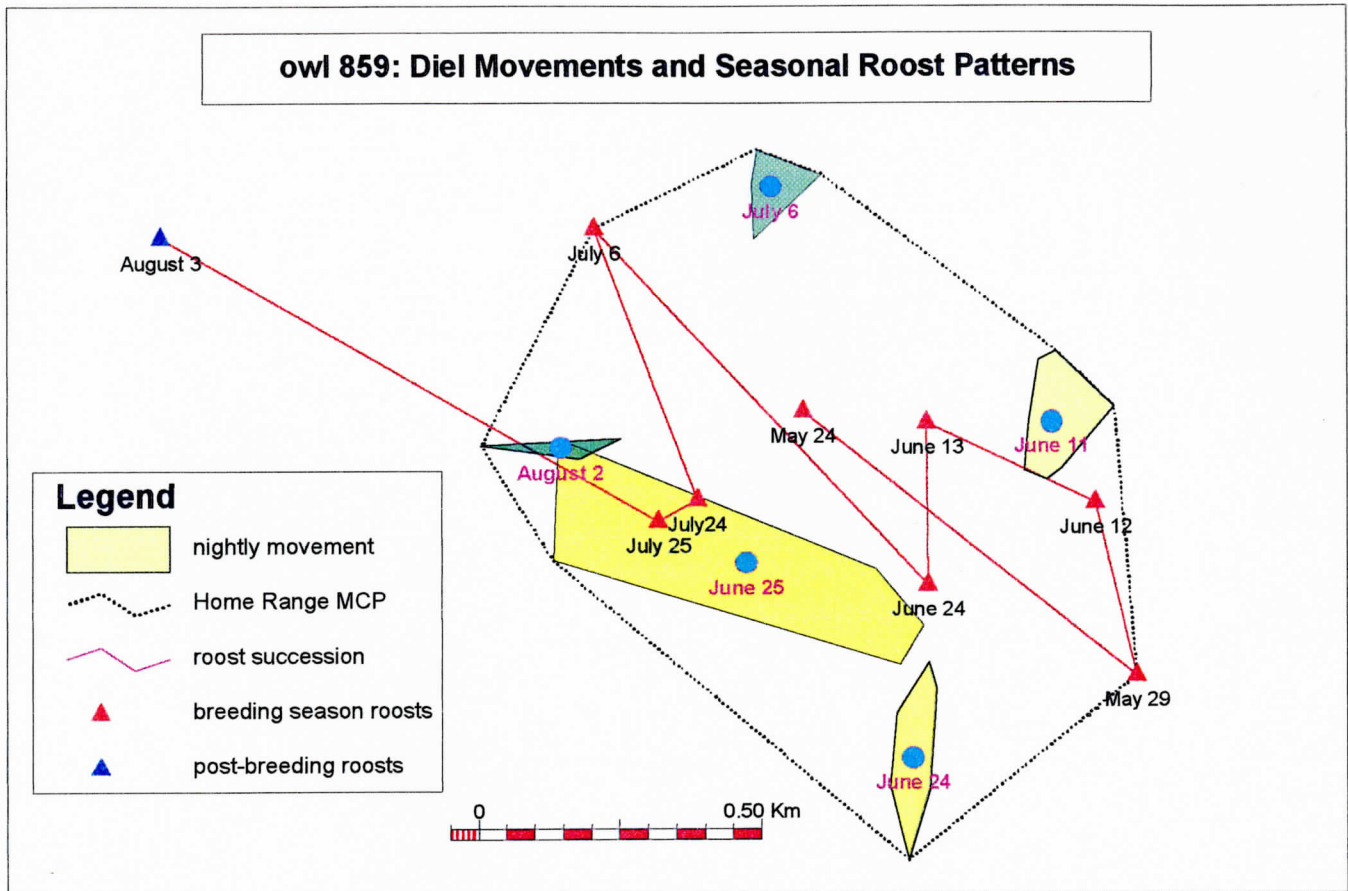 owl 859: Diel Movements and Seasonal Roost Patterns
July 6
August 3
July 6
May 24
June 13
June 11
August 2
July24
June 12
July 25
June 25
June 24
May 29
June 24
Legend
nightly movement
Home Range MCP
roost succession
breeding season roosts
post-breeding roosts
0
0.50 Km